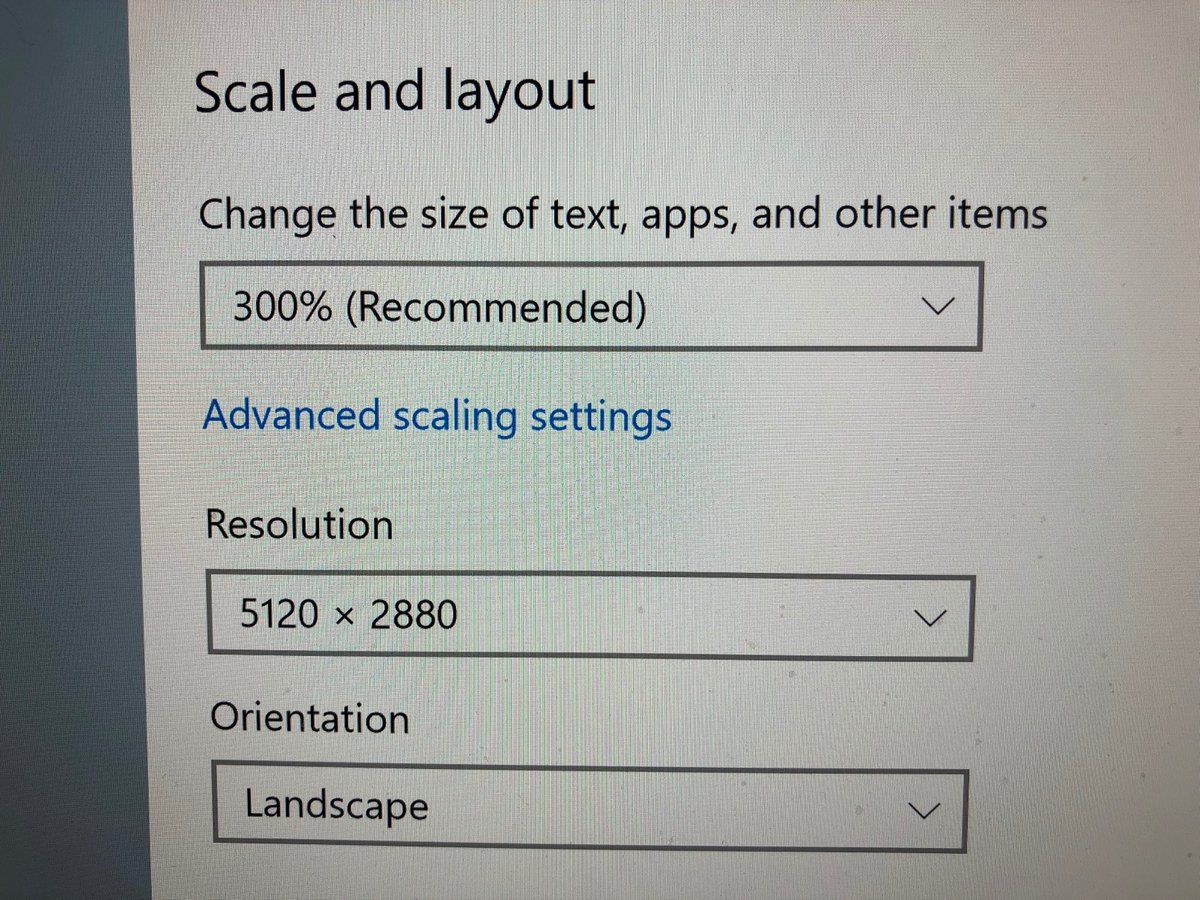 Scale and layout
Change the size of text, apps, and other items
300% (Recommended)
Advanced scaling settings
Resolution
5120 × 2880
Orientation
Landscape